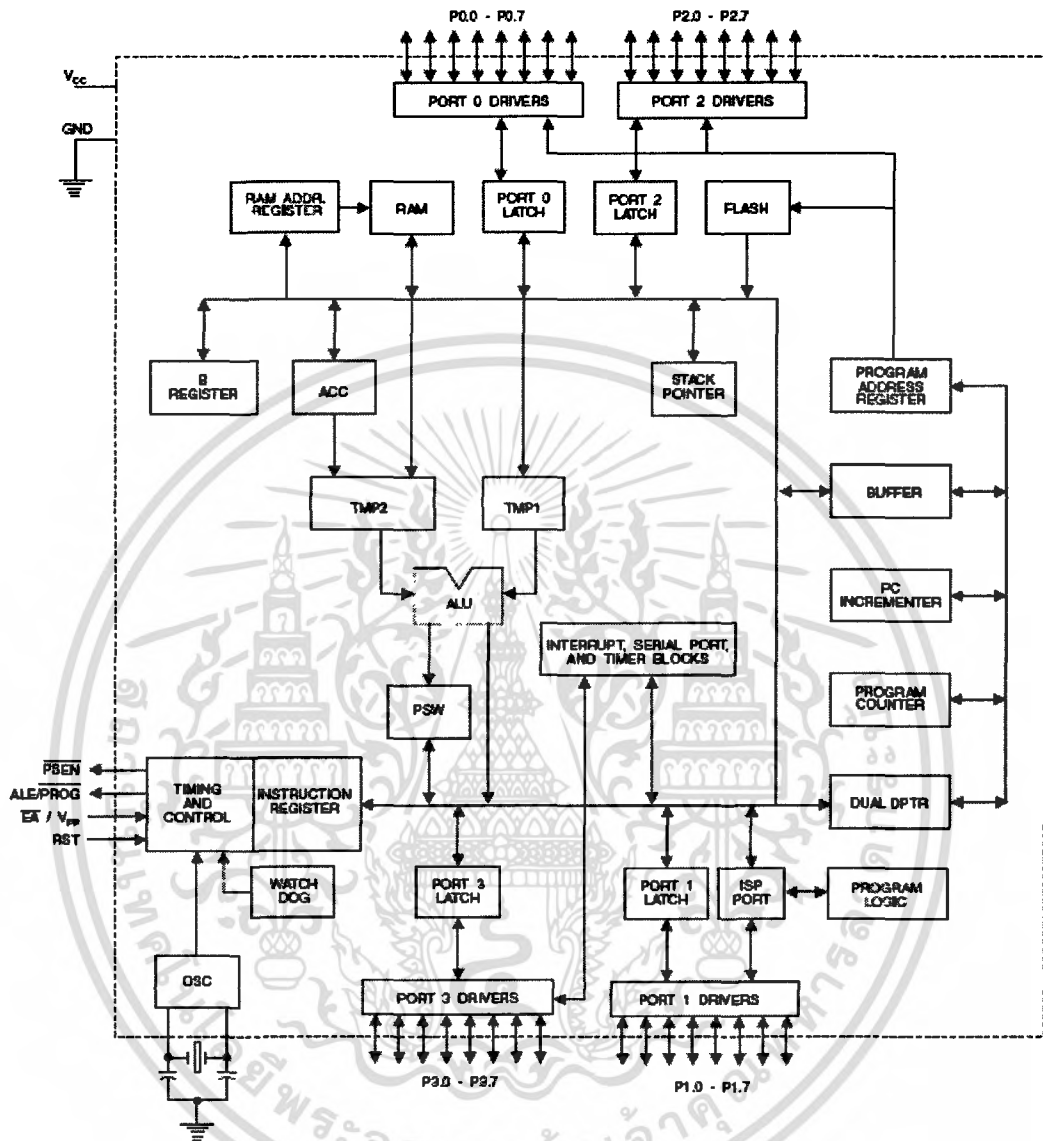 P0.0 - P0.7
P2.0 - P2.7
VCC
GND
PORT 0 DRIVERS
PORT 2 DRIVERS
RAM ADDR.
REGISTER
RAM
PORT 0
LATCH
PORT 2
LATCH
FLASH
B
REGISTER
ACC
STACK
POINTER
PROGRAM
ADDRESS
REGISTER
TMP2
TMP1
BUFFER
ALU
PC
INCREMENTER
INTERRUPT, SERIAL PORT,
AND TIMER BLOCKS
PSW
PROGRAM
COUNTER
PSEN
ALE/PROG
EA / VPP
RST
TIMING
AND
CONTROL
INSTRUCTION
REGISTER
DUAL DPTR
WATCH
DOG
PORT 3
LATCH
PORT 1
LATCH
ISP
PORT
PROGRAM
LOGIC
OSC
PORT 3 DRIVERS
PORT 1 DRIVERS
P3.0 - P3.7
P1.0 - P1.7